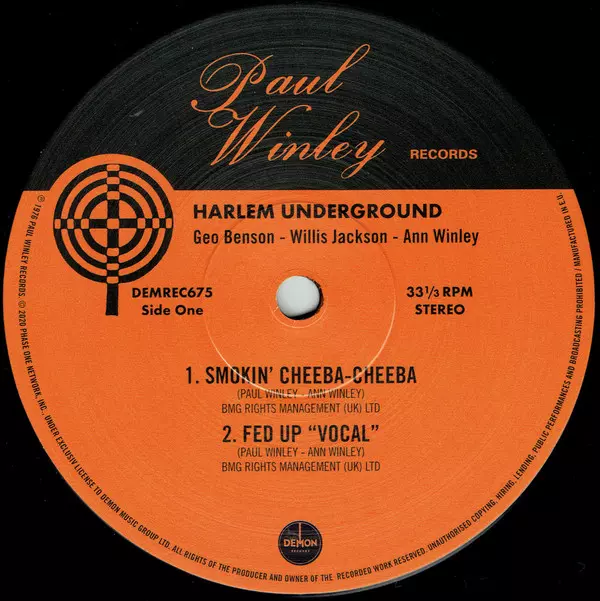 Paul
Winley RECORDS
HARLEM UNDERGROUND
Geo Benson - Willis Jackson - Ann Winley
DEMREC675
Side One
33 1/3 RPM
STEREO
1. SMOKIN' CHEEBA-CHEEBA
(PAUL WINLEY - ANN WINLEY)
BMG RIGHTS MANAGEMENT (UK) LTD
2. FED UP "VOCAL"
(PAUL WINLEY - ANN WINLEY)
BMG RIGHTS MANAGEMENT (UK) LTD
DEMON
RECORDS
℗ 1976 PAUL WINLEY RECORDS. © 2020 PHASE ONE NETWORK, INC. UNDER EXCLUSIV LICENSE TO DEMON MUSIC GROUP LTD. ALL RIGHTS OF THE PRODUCER AND OWNER OF THE RECORDED WORK RESERVED. UNAUTHORISED COPYING, HIRING, LENDING, PUBLIC PERFORMANCES AND BROADCASTING PROHIBITED / MANUFACTURED IN E.U.